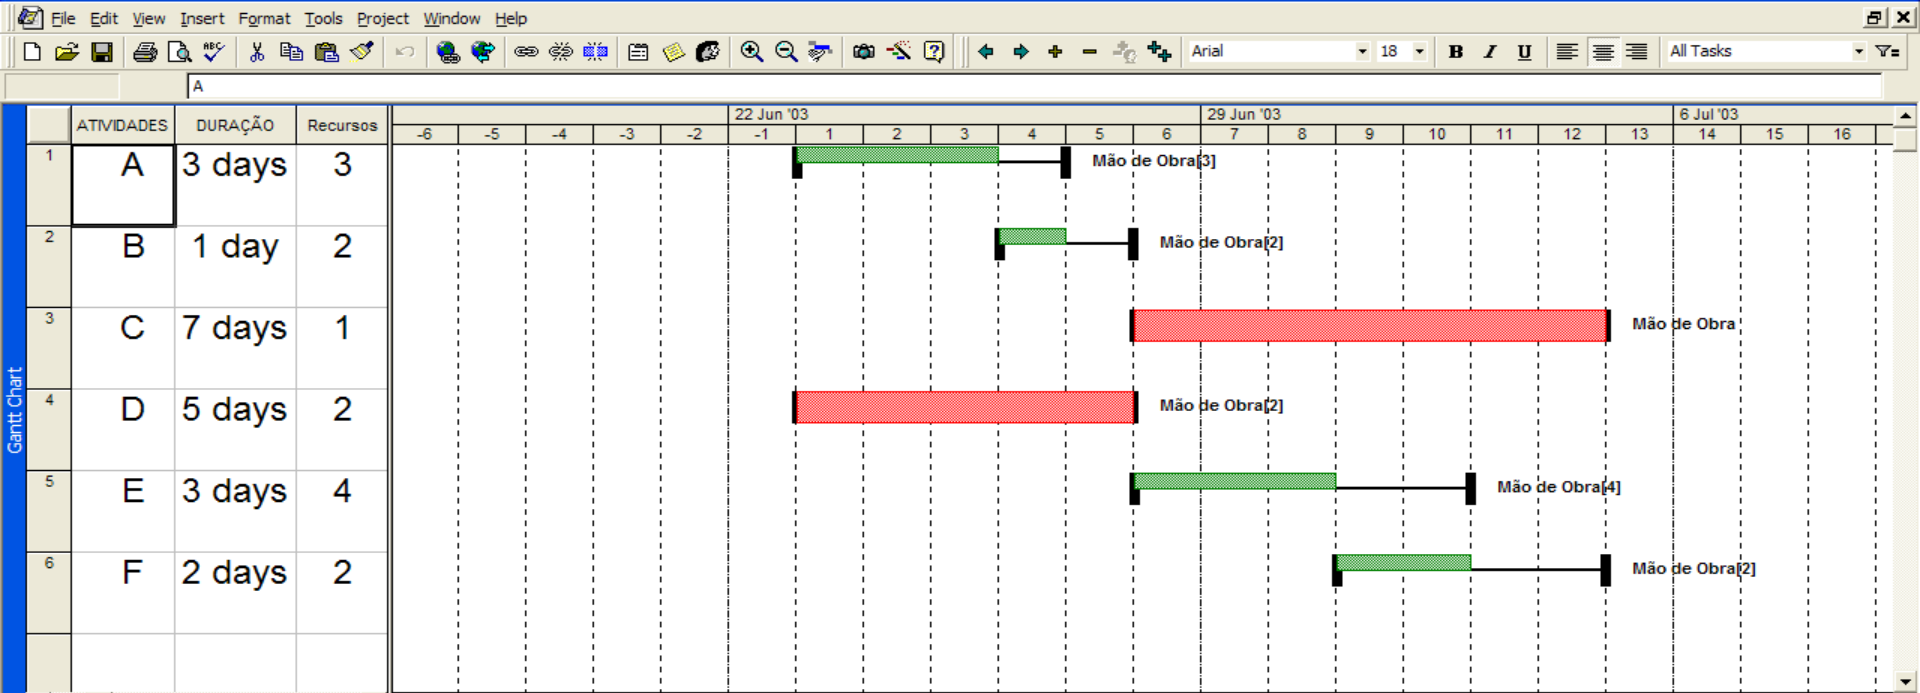 File Edit View Insert Format Tools Project Window Help
ABC Arial 18 B I U All Tasks
A
ATIVIDADES DURAÇÃO Recursos 22 Jun '03 29 Jun '03 6 Jul '03
-6 -5 -4 -3 -2 -1 1 2 3 4 5 6 7 8 9 10 11 12 13 14 15 16
1 A 3 days 3 Mão de Obra[3]
2 B 1 day 2 Mão de Obra[2]
3 C 7 days 1 Mão de Obra
4 D 5 days 2 Mão de Obra[2]
5 E 3 days 4 Mão de Obra[4]
6 F 2 days 2 Mão de Obra[2]
Gantt Chart